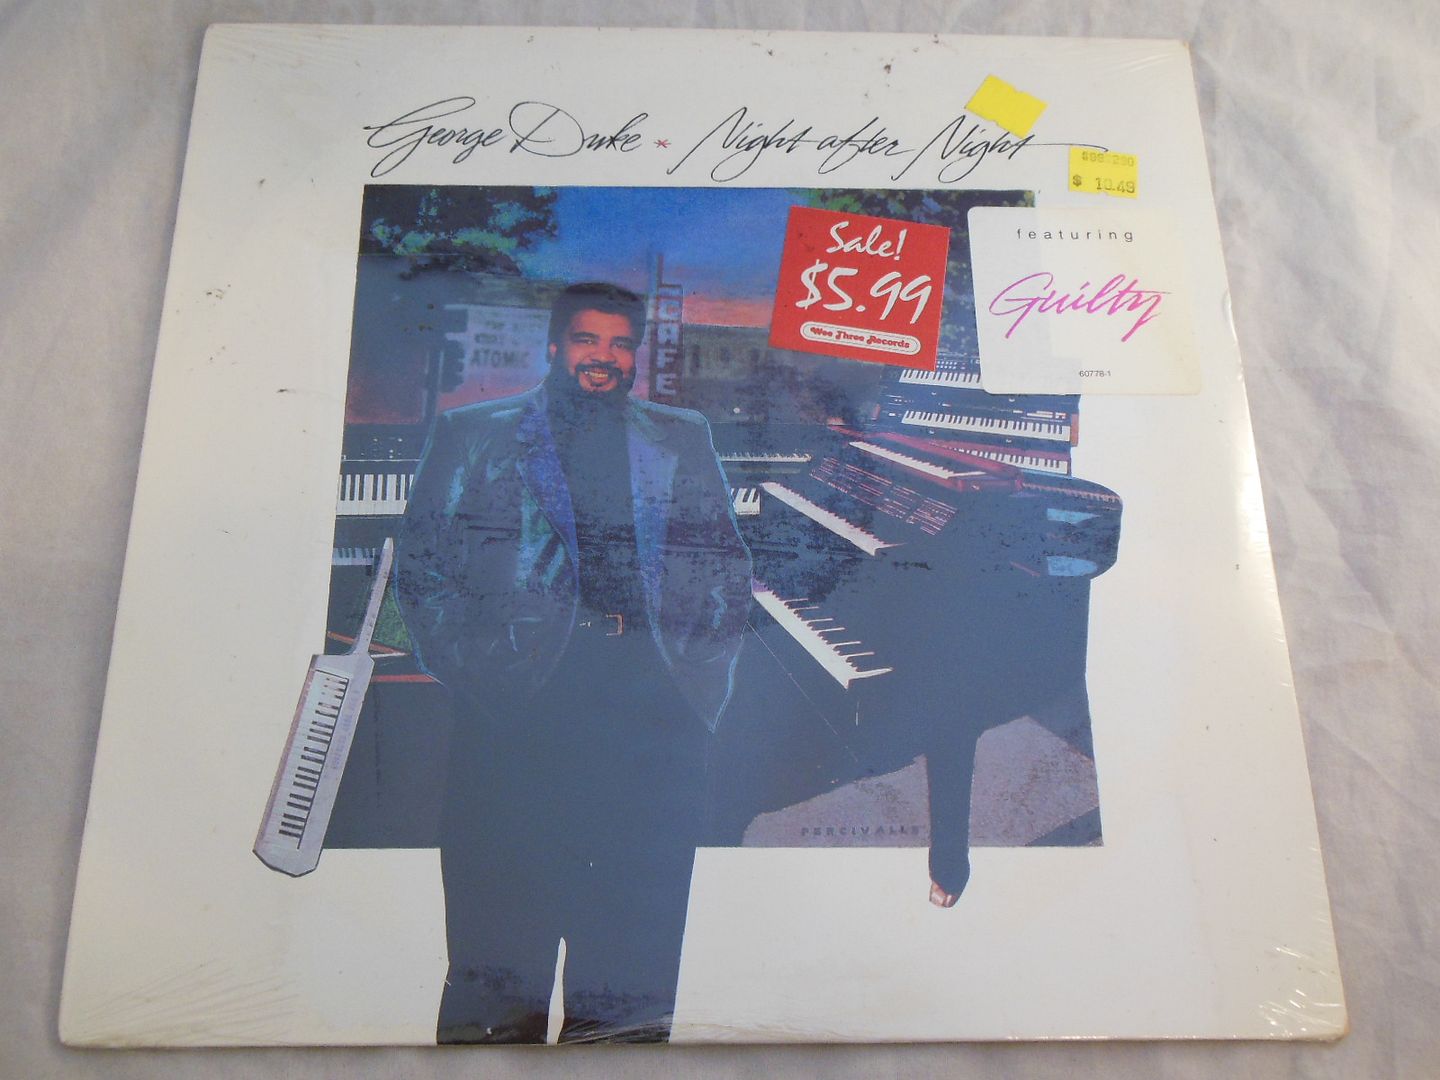 George Duke * Night after Night
$ 10.49
Sale!
$5.99
Wee Three Records
featuring
Guilty
60778-1
CAFE
ATOMIC
PERCIVALLE